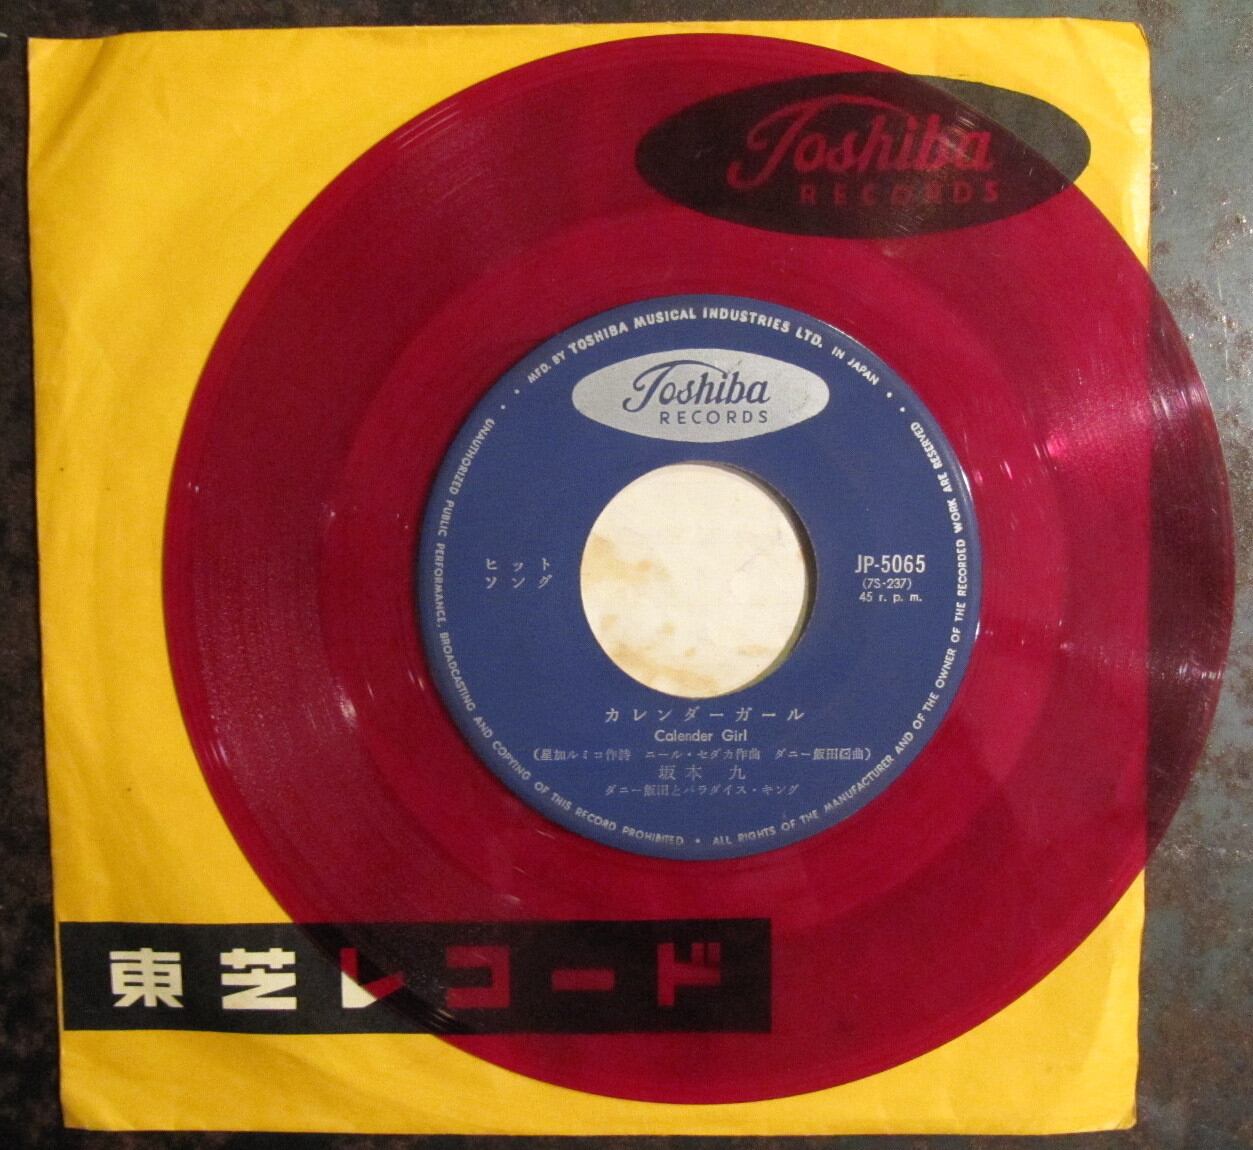 Toshiba
RECORDS
MFD. BY TOSHIBA MUSICAL INDUSTRIES LTD. IN JAPAN
Toshiba
RECORDS
ヒット
ソング
JP-5065
(7S-237)
45 r. p. m.
カレンダーガール
Calender Girl
(星加ルミコ作詩 ニール・セダカ作曲 ダニー飯田曲)
坂本 九
ダニー飯田とパラダイス・キング
UNAUTHORIZED PUBLIC PERFORMANCE, BROADCASTING AND COPYING OF THIS RECORD PROHIBITED • ALL RIGHTS OF THE MANUFACTURER AND OF THE OWNER OF THE RECORDED WORK ARE RESERVED
東芝レコード